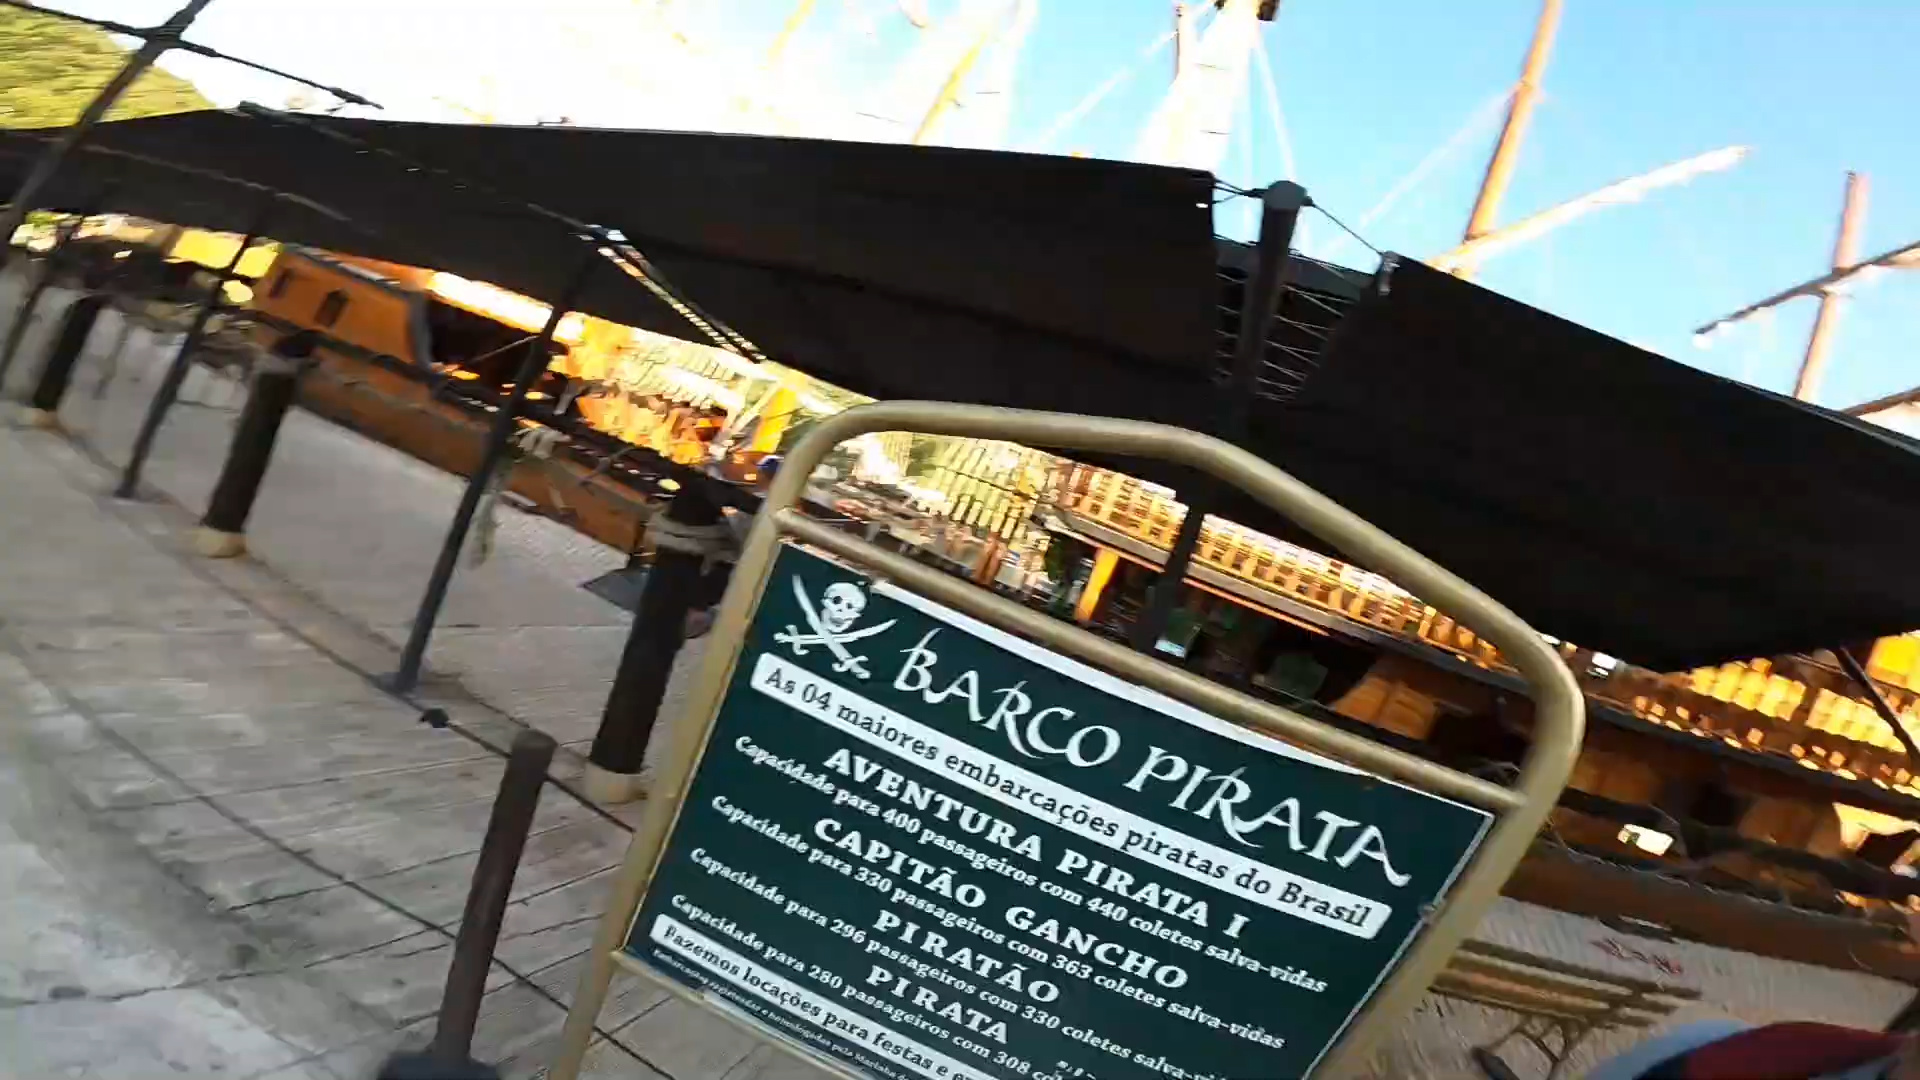 BARCO PIRATA
As 04 maiores embarcações piratas do Brasil
AVENTURA PIRATA I
Capacidade para 400 passageiros com 440 coletes salva-vidas
CAPITÃO GANCHO
Capacidade para 330 passageiros com 363 coletes salva-vidas
PIRATÃO
Capacidade para 296 passageiros com 330 coletes
PIRATA
Capacidade para 280 passageiros com 308
Fazemos locações para festas e